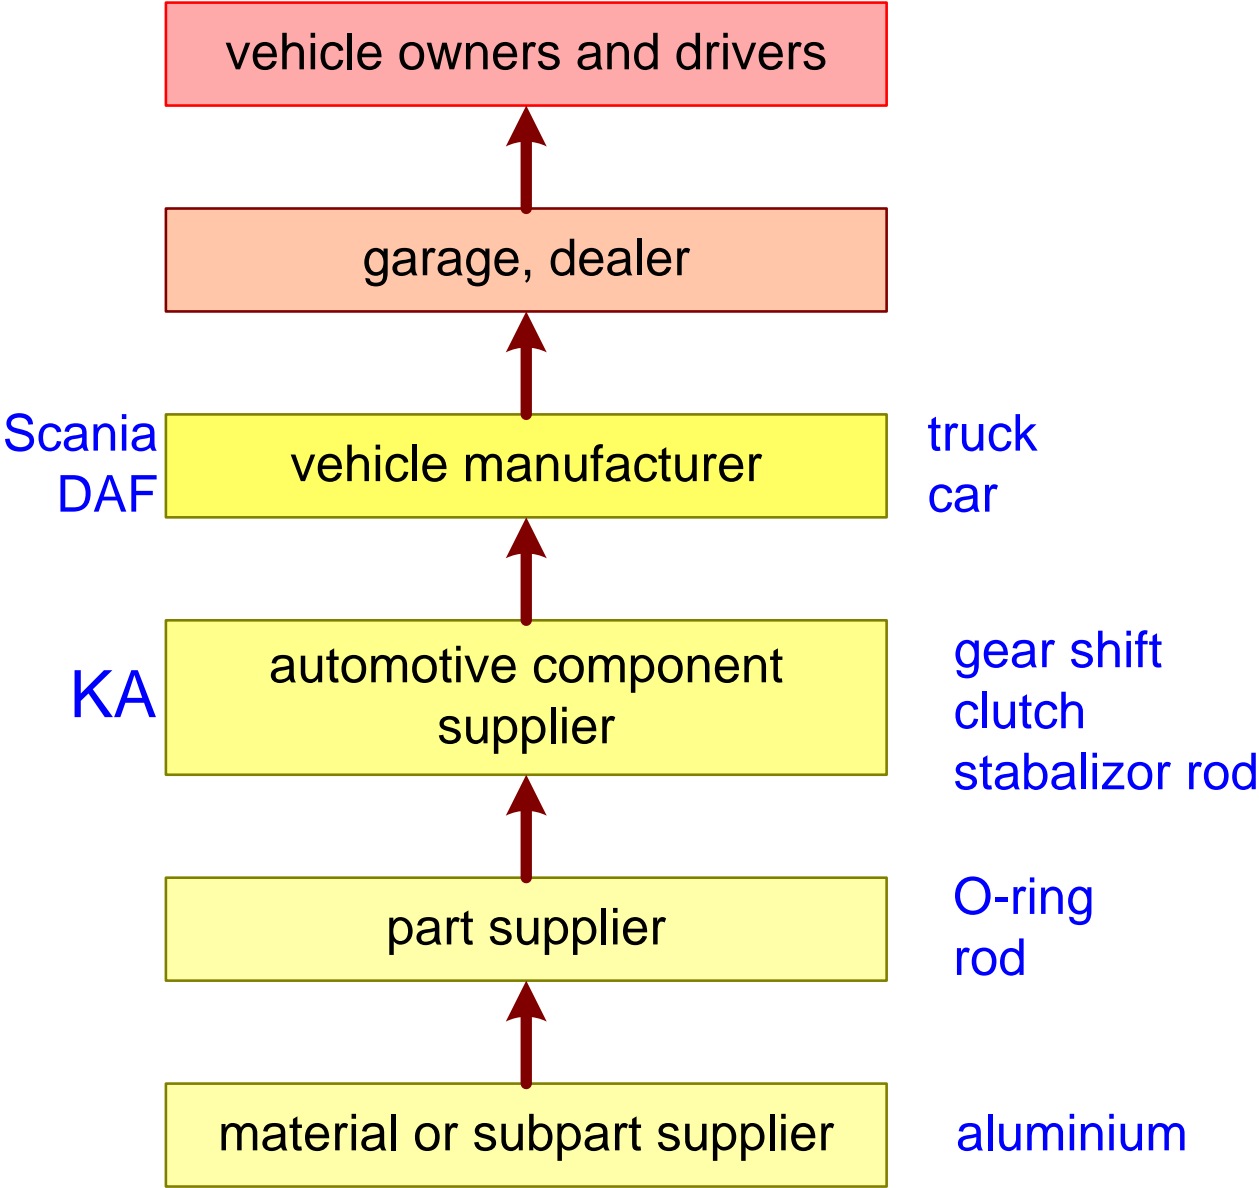 vehicle owners and drivers
garage, dealer
Scania
DAF
vehicle manufacturer
truck
car
KA
automotive component
supplier
gear shift
clutch
stabalizor rod
part supplier
O-ring
rod
material or subpart supplier
aluminium